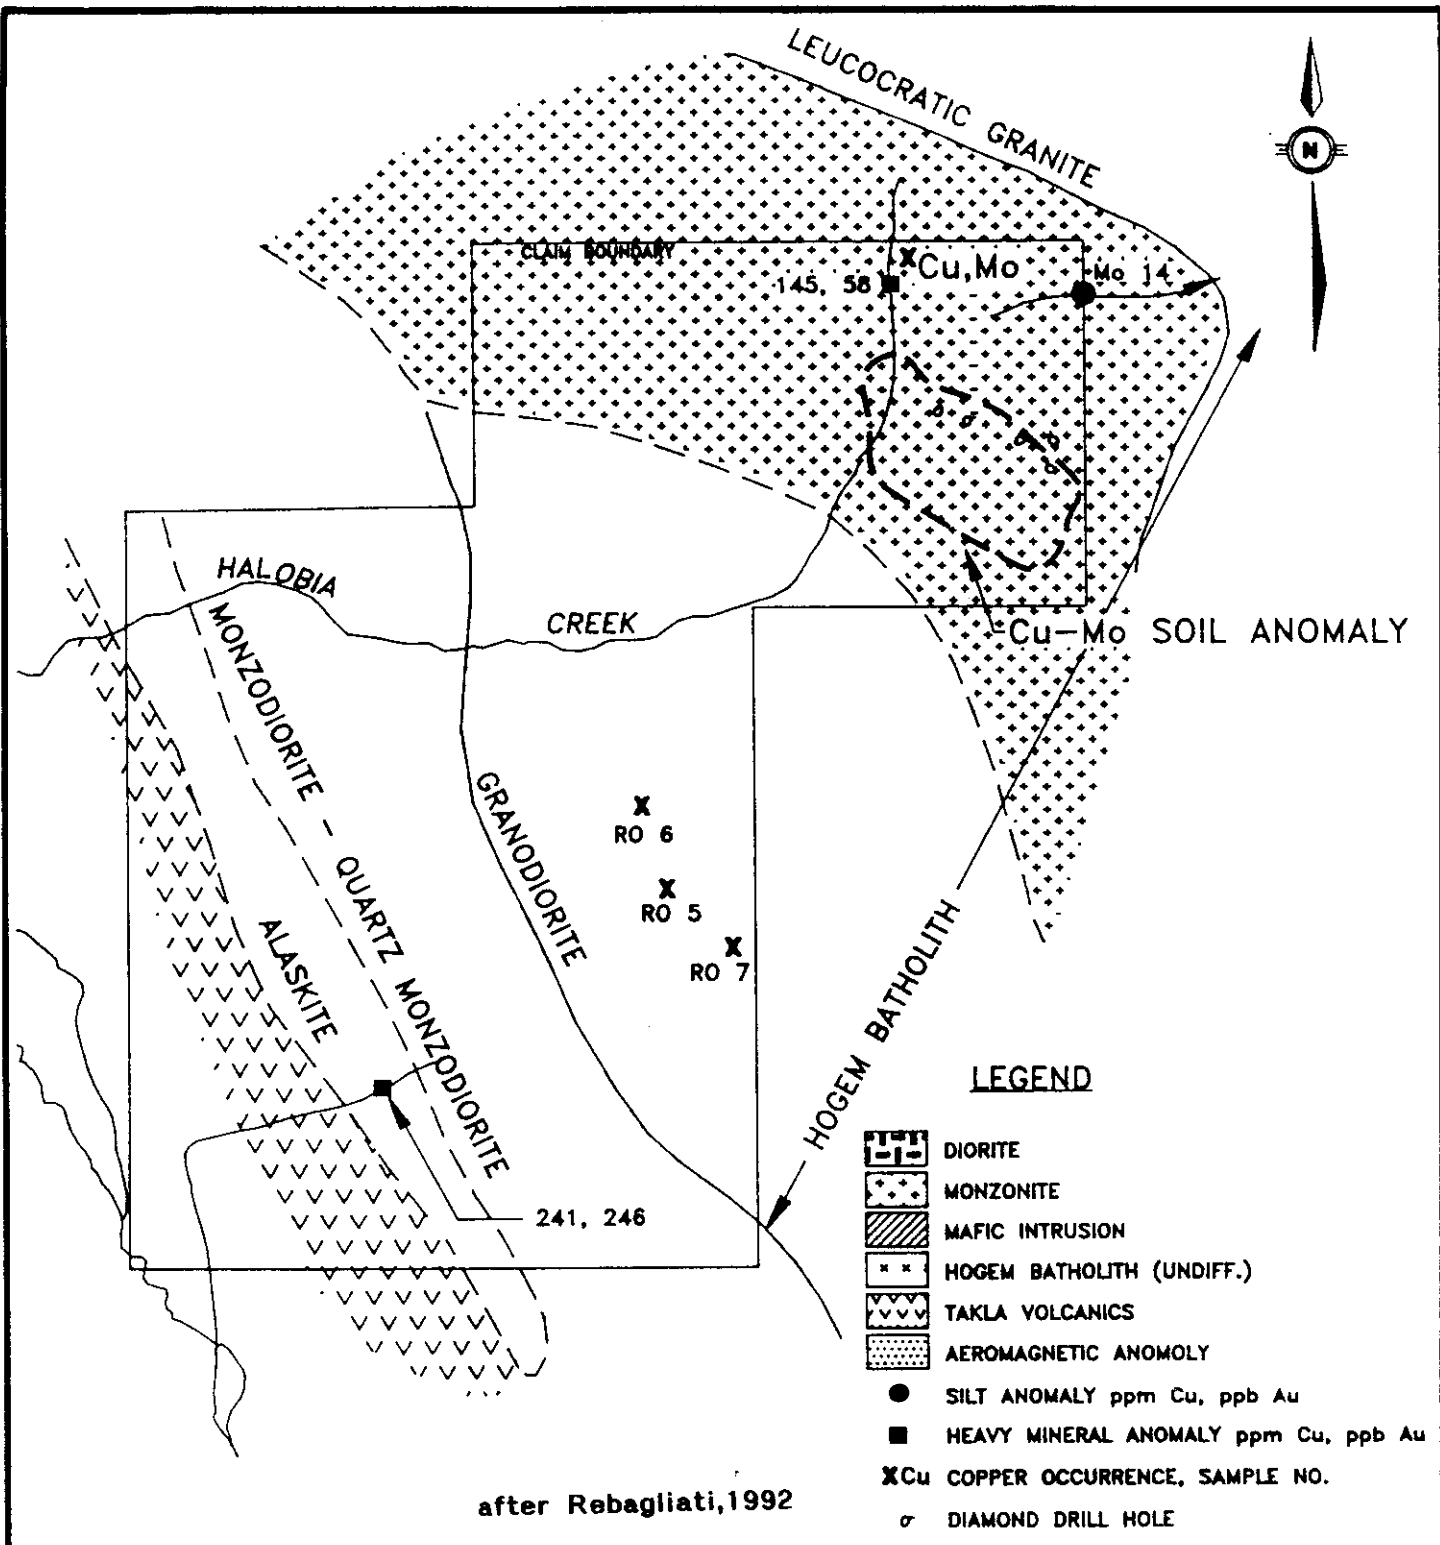 LEUCOCRATIC GRANITE
N
CLAIM BOUNDARY
Cu,Mo
145, 58
Mo 14
HALOBIA
CREEK
Cu-Mo SOIL ANOMALY
MONZODIORITE - QUARTZ MONZODIORITE
GRANODIORITE
RO 6
RO 5
RO 7
ALASKITE
HOGEM BATHOLITH
241, 246
LEGEND
DIORITE
MONZONITE
MAFIC INTRUSION
HOGEM BATHOLITH (UNDIFF.)
TAKLA VOLCANICS
AEROMAGNETIC ANOMOLY
SILT ANOMALY ppm Cu, ppb Au
HEAVY MINERAL ANOMALY ppm Cu, ppb Au
XCu COPPER OCCURRENCE, SAMPLE NO.
DIAMOND DRILL HOLE
after Rebagliati,1992